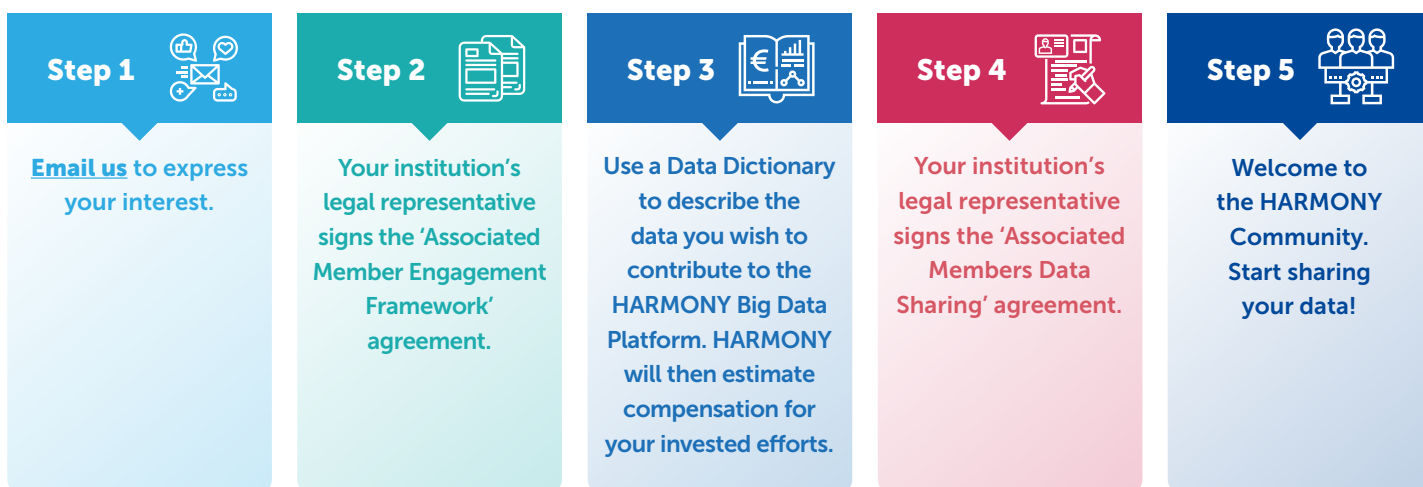 Step 1
Email us to express
your interest.
Step 2
Your institution’s
legal representative
signs the ‘Associated
Member Engagement
Framework’
agreement.
Step 3
€
Use a Data Dictionary
to describe the
data you wish to
contribute to the
HARMONY Big Data
Platform. HARMONY
will then estimate
compensation for
your invested efforts.
Step 4
Your institution’s
legal representative
signs the ‘Associated
Members Data
Sharing’ agreement.
Step 5
Welcome to
the HARMONY
Community.
Start sharing
your data!